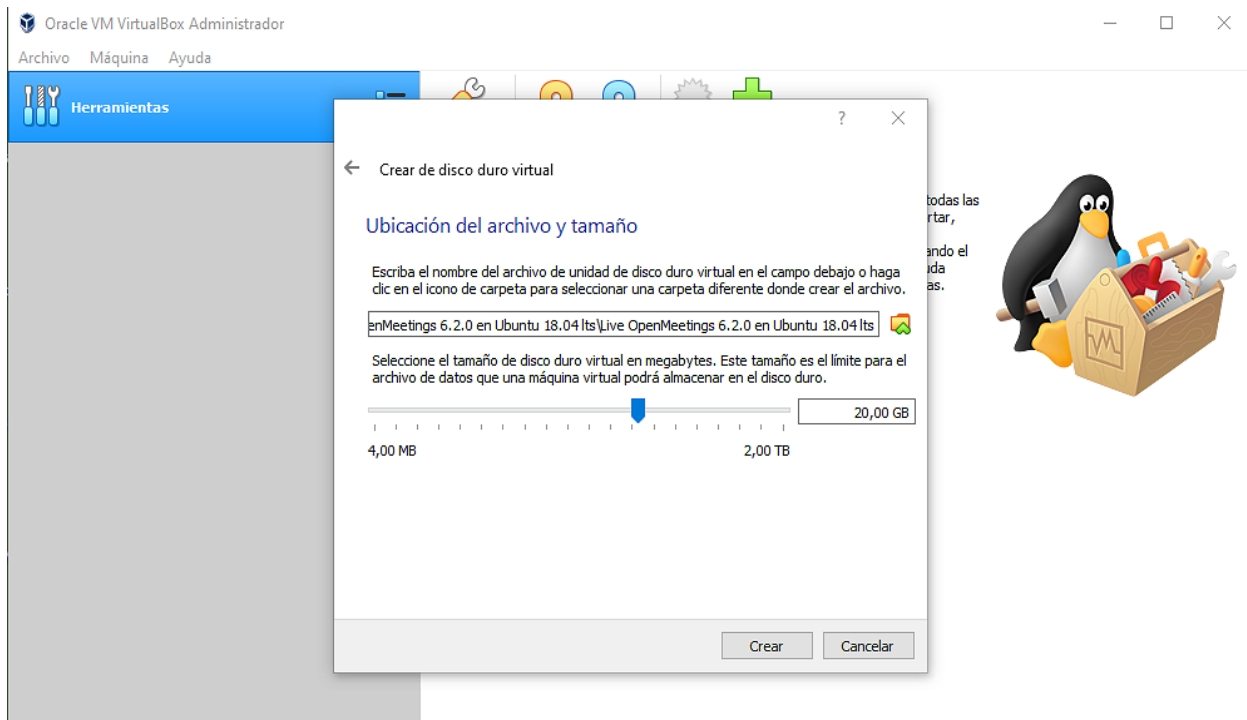 Oracle VM VirtualBox Administrador
Archivo Máquina Ayuda
Herramientas
?
Crear de disco duro virtual
todas las
rtar,
ando el
uda
as.
Ubicación del archivo y tamaño
Escriba el nombre del archivo de unidad de disco duro virtual en el campo debajo o haga
clic en el icono de carpeta para seleccionar una carpeta diferente donde crear el archivo.
enMeetings 6.2.0 en Ubuntu 18.04 lts\Live OpenMeetings 6.2.0 en Ubuntu 18.04 lts
Seleccione el tamaño de disco duro virtual en megabytes. Este tamaño es el límite para el
archivo de datos que una máquina virtual podrá almacenar en el disco duro.
20,00 GB
4,00 MB 2,00 TB
Crear Cancelar